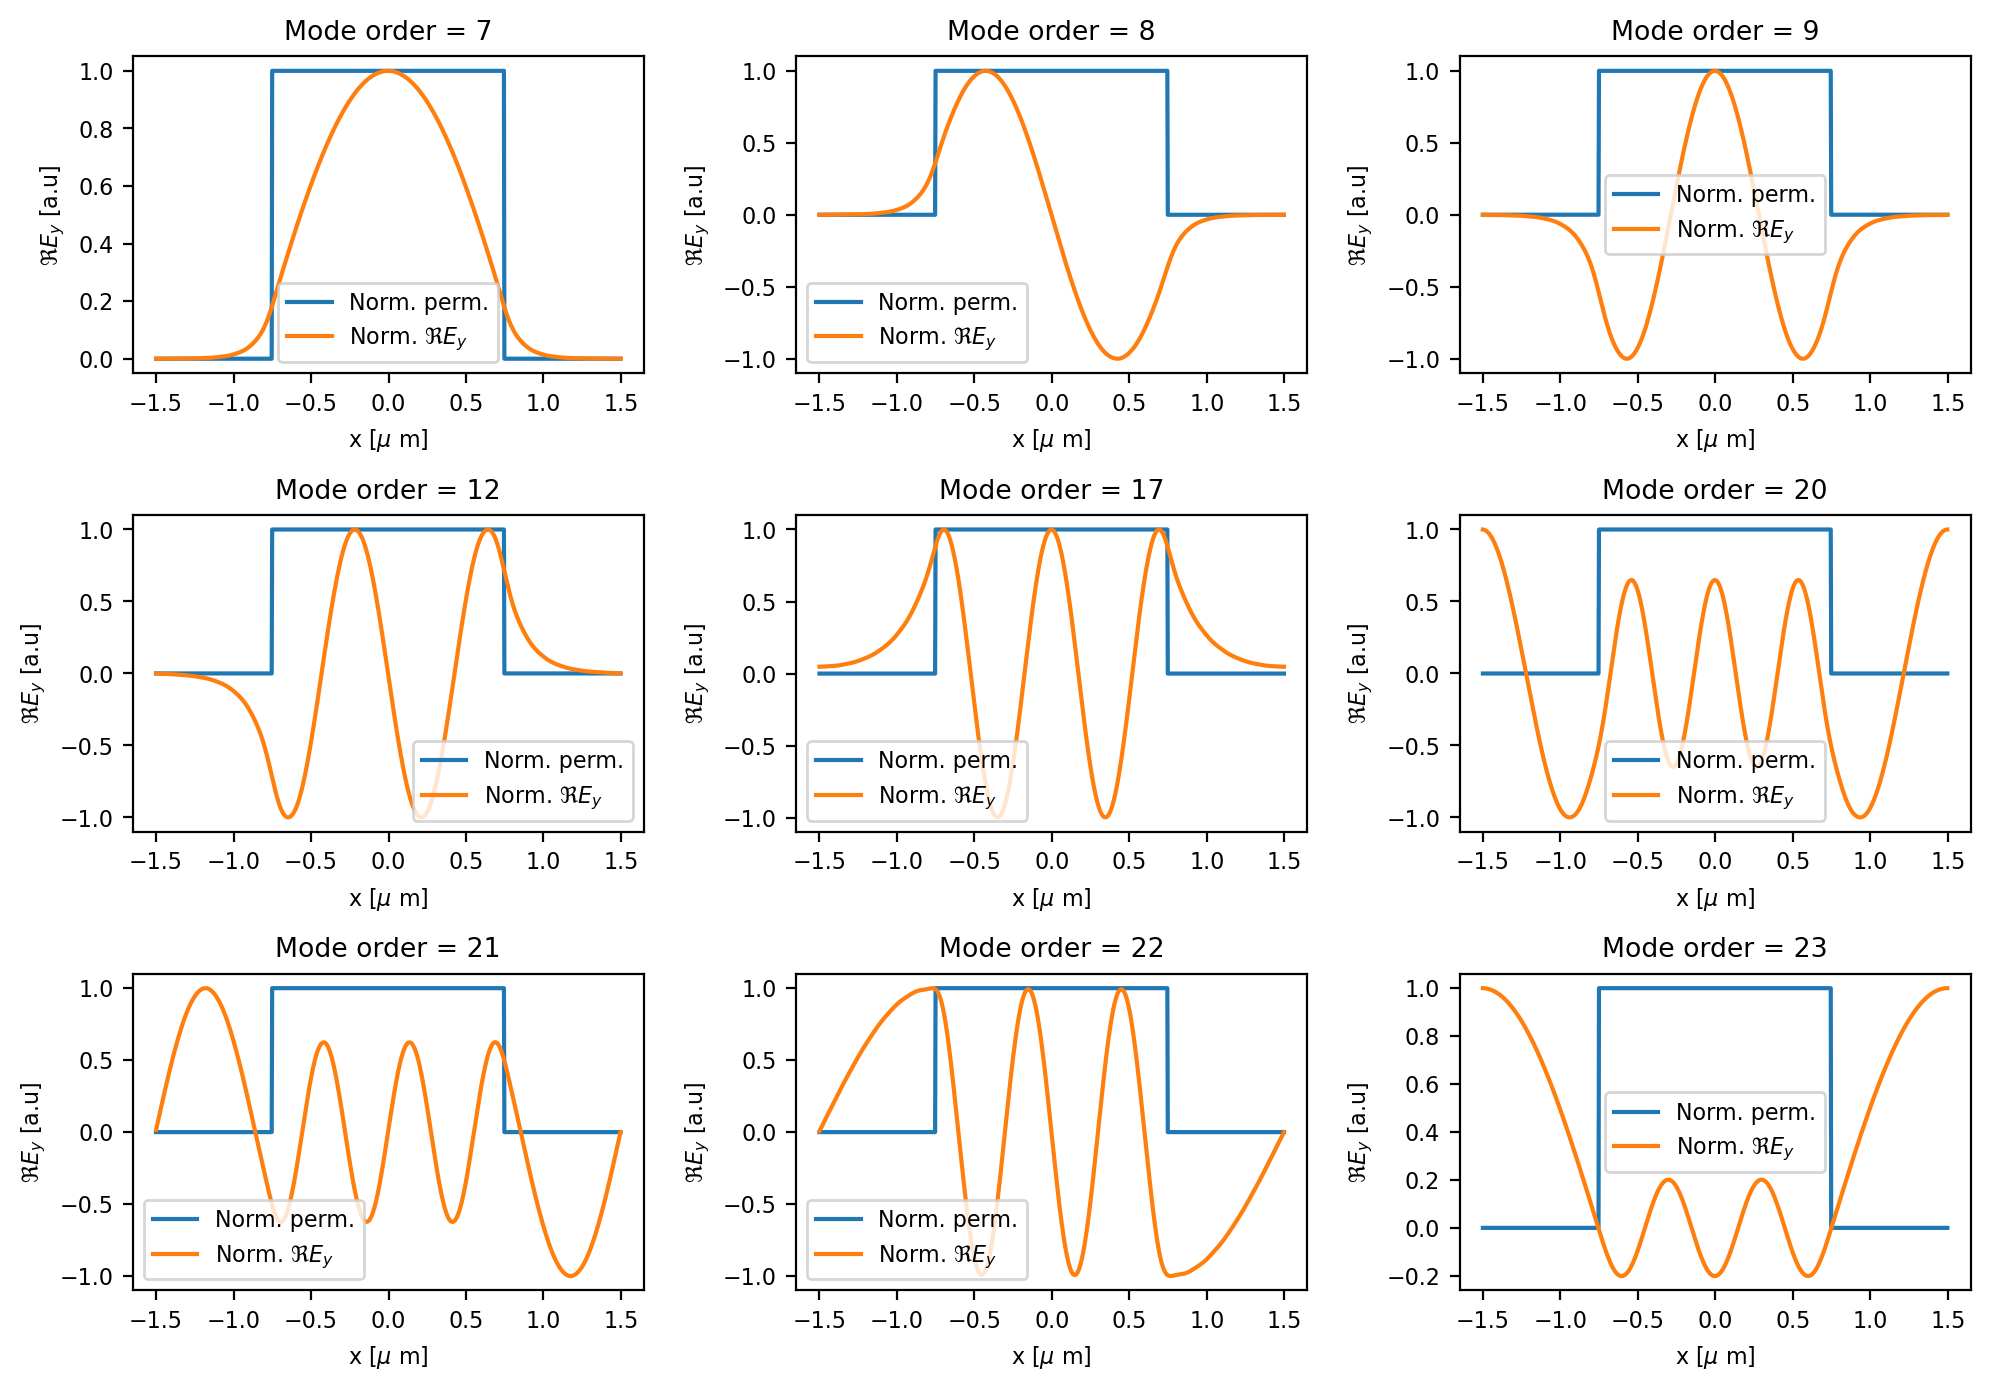 Mode order = 7
1.0
0.8
0.6
0.4
0.2
0.0
ℜE_y [a.u]
Norm. perm.
Norm. ℜE_y
−1.5 −1.0 −0.5 0.0 0.5 1.0 1.5
x [μ m]
Mode order = 8
1.0
0.5
0.0
−0.5
−1.0
ℜE_y [a.u]
Norm. perm.
Norm. ℜE_y
−1.5 −1.0 −0.5 0.0 0.5 1.0 1.5
x [μ m]
Mode order = 9
1.0
0.5
0.0
−0.5
−1.0
ℜE_y [a.u]
Norm. perm.
Norm. ℜE_y
−1.5 −1.0 −0.5 0.0 0.5 1.0 1.5
x [μ m]
Mode order = 12
1.0
0.5
0.0
−0.5
−1.0
ℜE_y [a.u]
Norm. perm.
Norm. ℜE_y
−1.5 −1.0 −0.5 0.0 0.5 1.0 1.5
x [μ m]
Mode order = 17
1.0
0.5
0.0
−0.5
−1.0
ℜE_y [a.u]
Norm. perm.
Norm. ℜE_y
−1.5 −1.0 −0.5 0.0 0.5 1.0 1.5
x [μ m]
Mode order = 20
1.0
0.5
0.0
−0.5
−1.0
ℜE_y [a.u]
Norm. perm.
Norm. ℜE_y
−1.5 −1.0 −0.5 0.0 0.5 1.0 1.5
x [μ m]
Mode order = 21
1.0
0.5
0.0
−0.5
−1.0
ℜE_y [a.u]
Norm. perm.
Norm. ℜE_y
−1.5 −1.0 −0.5 0.0 0.5 1.0 1.5
x [μ m]
Mode order = 22
1.0
0.5
0.0
−0.5
−1.0
ℜE_y [a.u]
Norm. perm.
Norm. ℜE_y
−1.5 −1.0 −0.5 0.0 0.5 1.0 1.5
x [μ m]
Mode order = 23
1.0
0.8
0.6
0.4
0.2
0.0
−0.2
ℜE_y [a.u]
Norm. perm.
Norm. ℜE_y
−1.5 −1.0 −0.5 0.0 0.5 1.0 1.5
x [μ m]